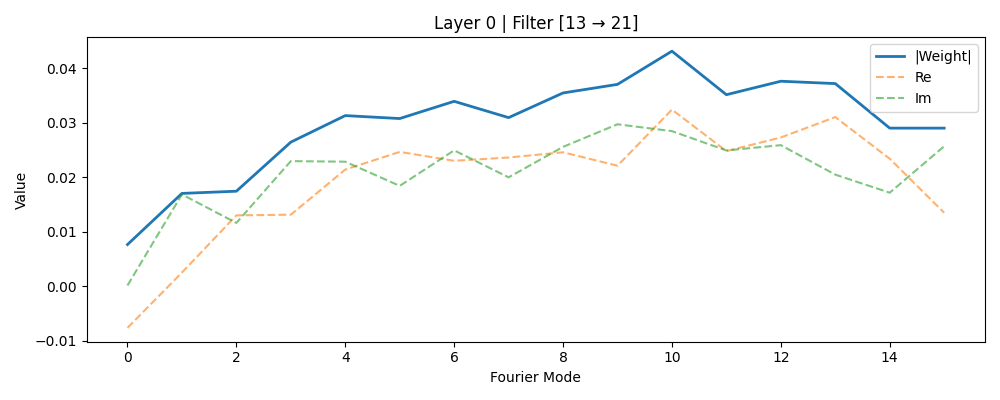 Layer 0 | Filter [13 → 21]
|Weight|
Re
Im
Value
0.04
0.03
0.02
0.01
0.00
−0.01
0 2 4 6 8 10 12 14
Fourier Mode